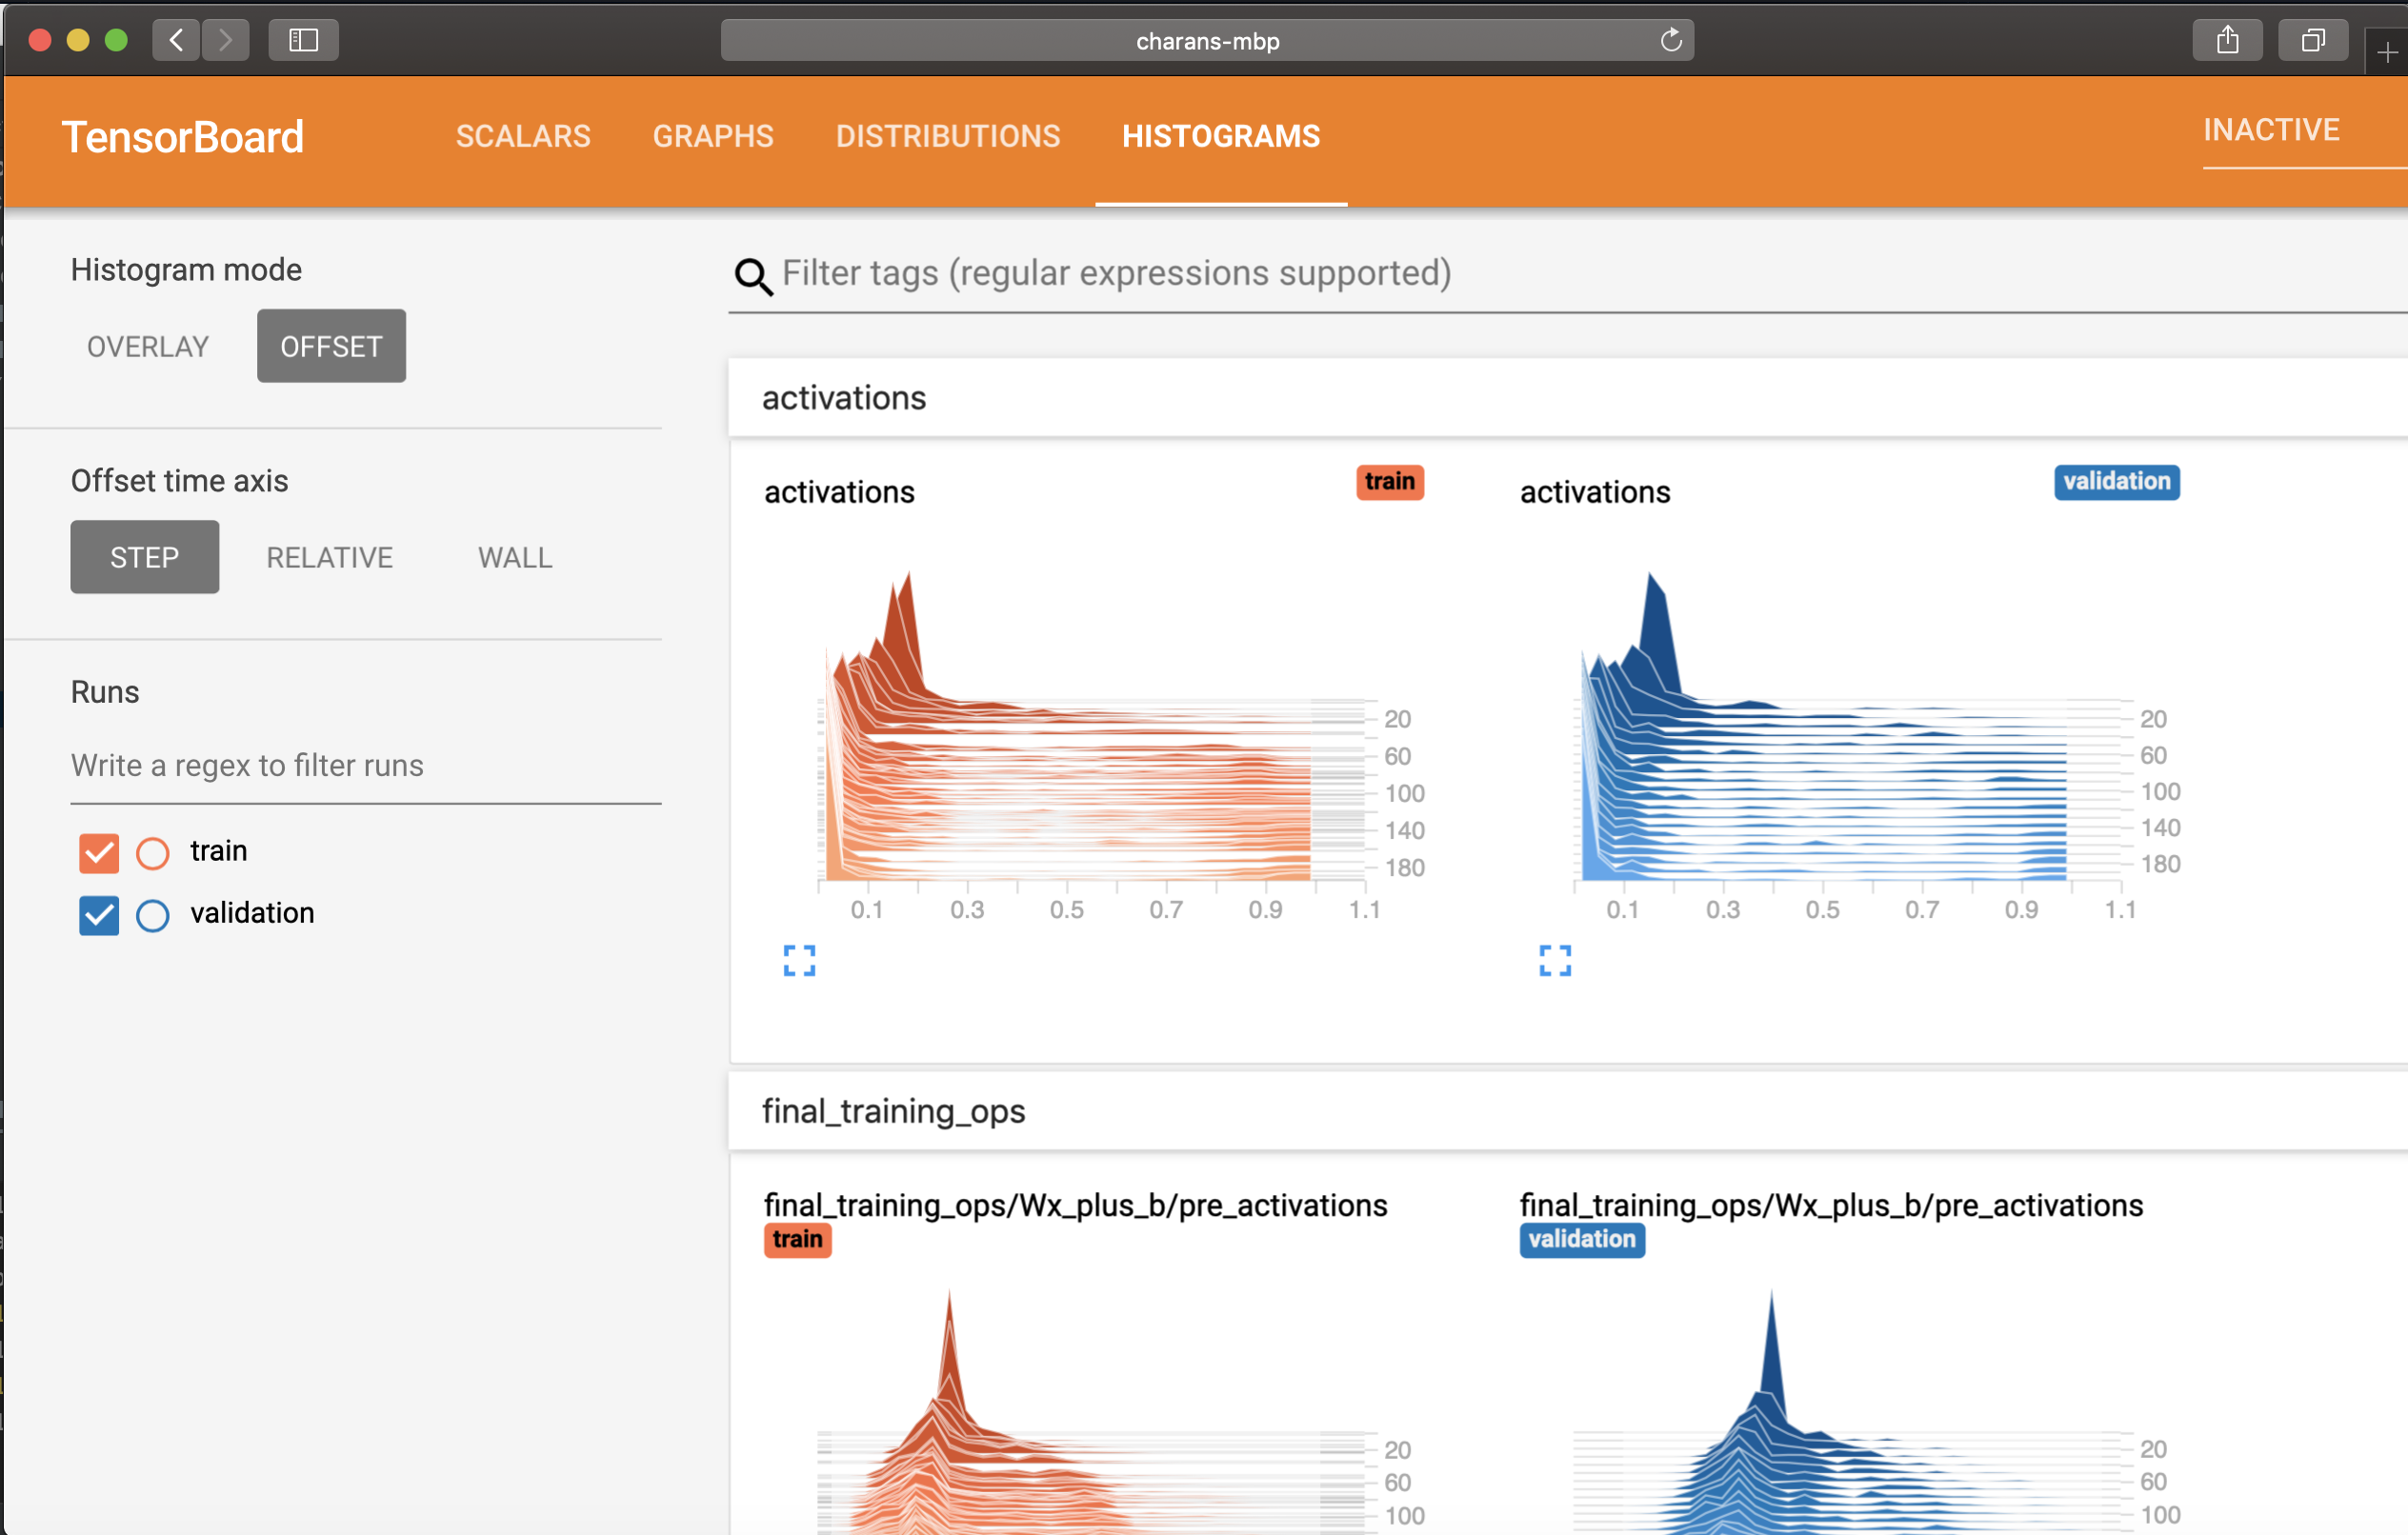 charans-mbp
TensorBoard
SCALARS
GRAPHS
DISTRIBUTIONS
HISTOGRAMS
INACTIVE
Histogram mode
OVERLAY
OFFSET
Offset time axis
STEP
RELATIVE
WALL
Runs
Write a regex to filter runs
train
validation
Filter tags (regular expressions supported)
activations
activations
train
20
60
100
140
180
0.1 0.3 0.5 0.7 0.9 1.1
activations
validation
20
60
100
140
180
0.1 0.3 0.5 0.7 0.9 1.1
final_training_ops
final_training_ops/Wx_plus_b/pre_activations
train
20
60
100
final_training_ops/Wx_plus_b/pre_activations
validation
20
60
100